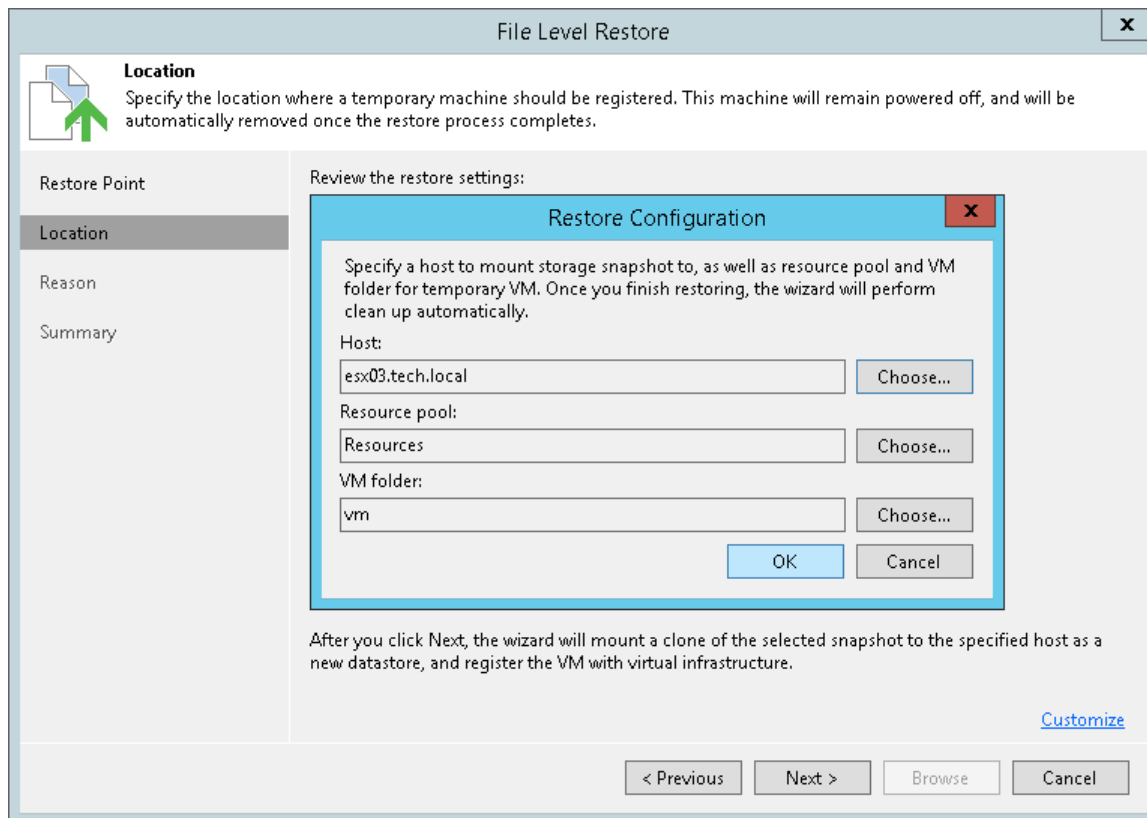 File Level Restore
x
Location
Specify the location where a temporary machine should be registered. This machine will remain powered off, and will be
automatically removed once the restore process completes.
Restore Point
Location
Reason
Summary
Review the restore settings:
Restore Configuration
x
Specify a host to mount storage snapshot to, as well as resource pool and VM
folder for temporary VM. Once you finish restoring, the wizard will perform
clean up automatically.
Host:
esx03.tech.local
Choose...
Resource pool:
Resources
Choose...
VM folder:
vm
Choose...
OK
Cancel
After you click Next, the wizard will mount a clone of the selected snapshot to the specified host as a
new datastore, and register the VM with virtual infrastructure.
Customize
< Previous
Next >
Browse
Cancel